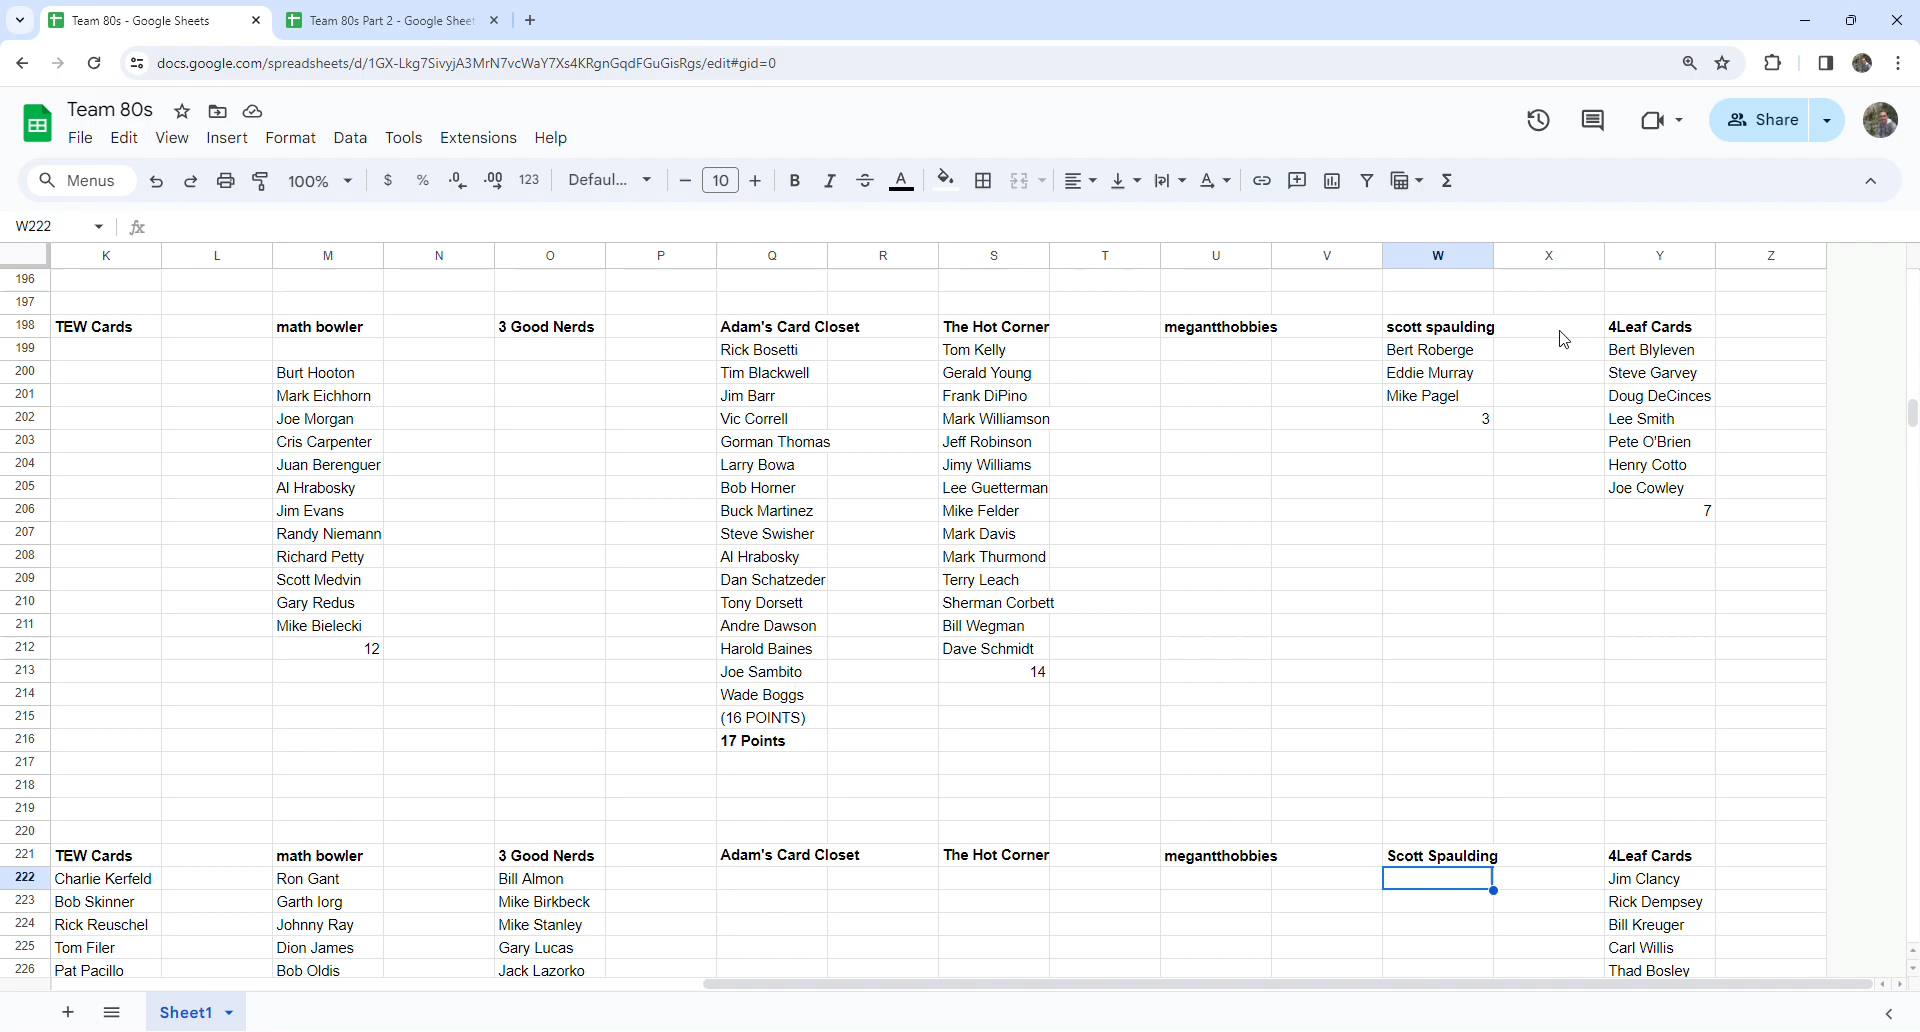 Team 80s - Google Sheets
Team 80s Part 2 - Google Sheet
docs.google.com/spreadsheets/d/1GX-Lkg7SivyjA3MrN7vcWaY7Xs4KRgnGqdFGuGisRgs/edit#gid=0
Team 80s
File Edit View Insert Format Data Tools Extensions Help
Share
Menus 100% $ % .0 .00 123 Defaul... 10 B I S A
W222 fx
K L M N O P Q R S T U V W X Y Z
196
197
198 TEW Cards math bowler 3 Good Nerds Adam's Card Closet The Hot Corner megantthobbies scott spaulding 4Leaf Cards
199 Rick Bosetti Tom Kelly Bert Roberge Bert Blyleven
200 Burt Hooton Tim Blackwell Gerald Young Eddie Murray Steve Garvey
201 Mark Eichhorn Jim Barr Frank DiPino Mike Pagel Doug DeCinces
202 Joe Morgan Vic Correll Mark Williamson 3 Lee Smith
203 Cris Carpenter Gorman Thomas Jeff Robinson Pete O'Brien
204 Juan Berenguer Larry Bowa Jimy Williams Henry Cotto
205 Al Hrabosky Bob Horner Lee Guetterman Joe Cowley
206 Jim Evans Buck Martinez Mike Felder 7
207 Randy Niemann Steve Swisher Mark Davis
208 Richard Petty Al Hrabosky Mark Thurmond
209 Scott Medvin Dan Schatzeder Terry Leach
210 Gary Redus Tony Dorsett Sherman Corbett
211 Mike Bielecki Andre Dawson Bill Wegman
212 12 Harold Baines Dave Schmidt
213 Joe Sambito 14
214 Wade Boggs
215 (16 POINTS)
216 17 Points
217
218
219
220
221 TEW Cards math bowler 3 Good Nerds Adam's Card Closet The Hot Corner megantthobbies Scott Spaulding 4Leaf Cards
222 Charlie Kerfeld Ron Gant Bill Almon Jim Clancy
223 Bob Skinner Garth Iorg Mike Birkbeck Rick Dempsey
224 Rick Reuschel Johnny Ray Mike Stanley Bill Kreuger
225 Tom Filer Dion James Gary Lucas Carl Willis
226 Pat Pacillo Bob Oldis Jack Lazorko Thad Bosley
Sheet1